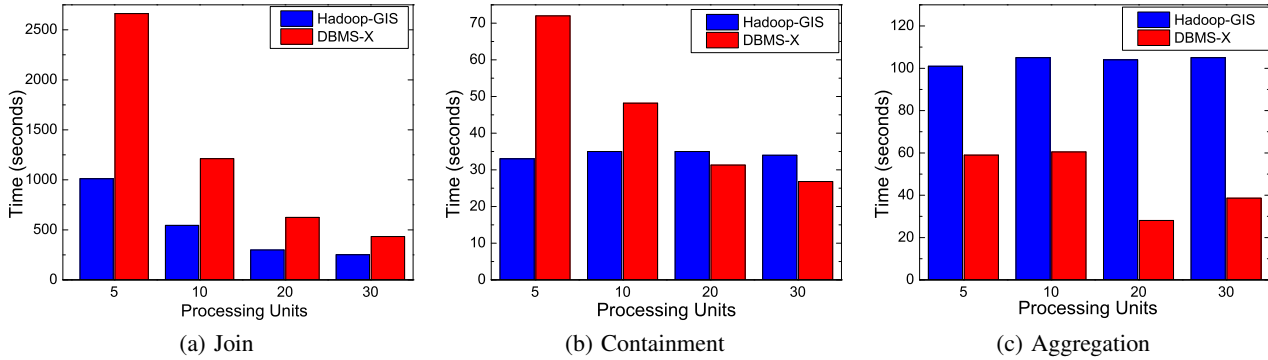 2500
2000
1500
1000
500
0
Time (seconds)
Hadoop-GIS
DBMS-X
5 10 20 30
Processing Units
(a) Join
70
60
50
40
30
20
10
0
Time (seconds)
Hadoop-GIS
DBMS-X
5 10 20 30
Processing Units
(b) Containment
120
100
80
60
40
20
0
Time (seconds)
Hadoop-GIS
DBMS-X
5 10 20 30
Processing Units
(c) Aggregation